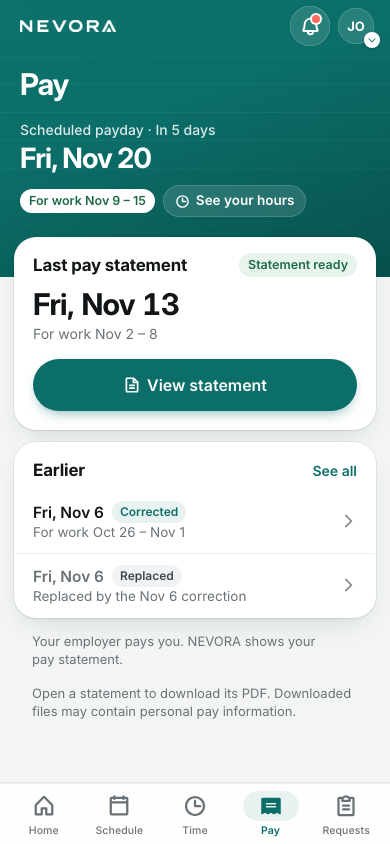 NEVORA
JO
Pay
Scheduled payday · In 5 days
Fri, Nov 20
For work Nov 9 – 15
See your hours
Last pay statement
Statement ready
Fri, Nov 13
For work Nov 2 – 8
View statement
Earlier
See all
Fri, Nov 6
Corrected
For work Oct 26 – Nov 1
Fri, Nov 6
Replaced
Replaced by the Nov 6 correction
Your employer pays you. NEVORA shows your
pay statement.
Open a statement to download its PDF. Downloaded
files may contain personal pay information.
Home
Schedule
Time
Pay
Requests